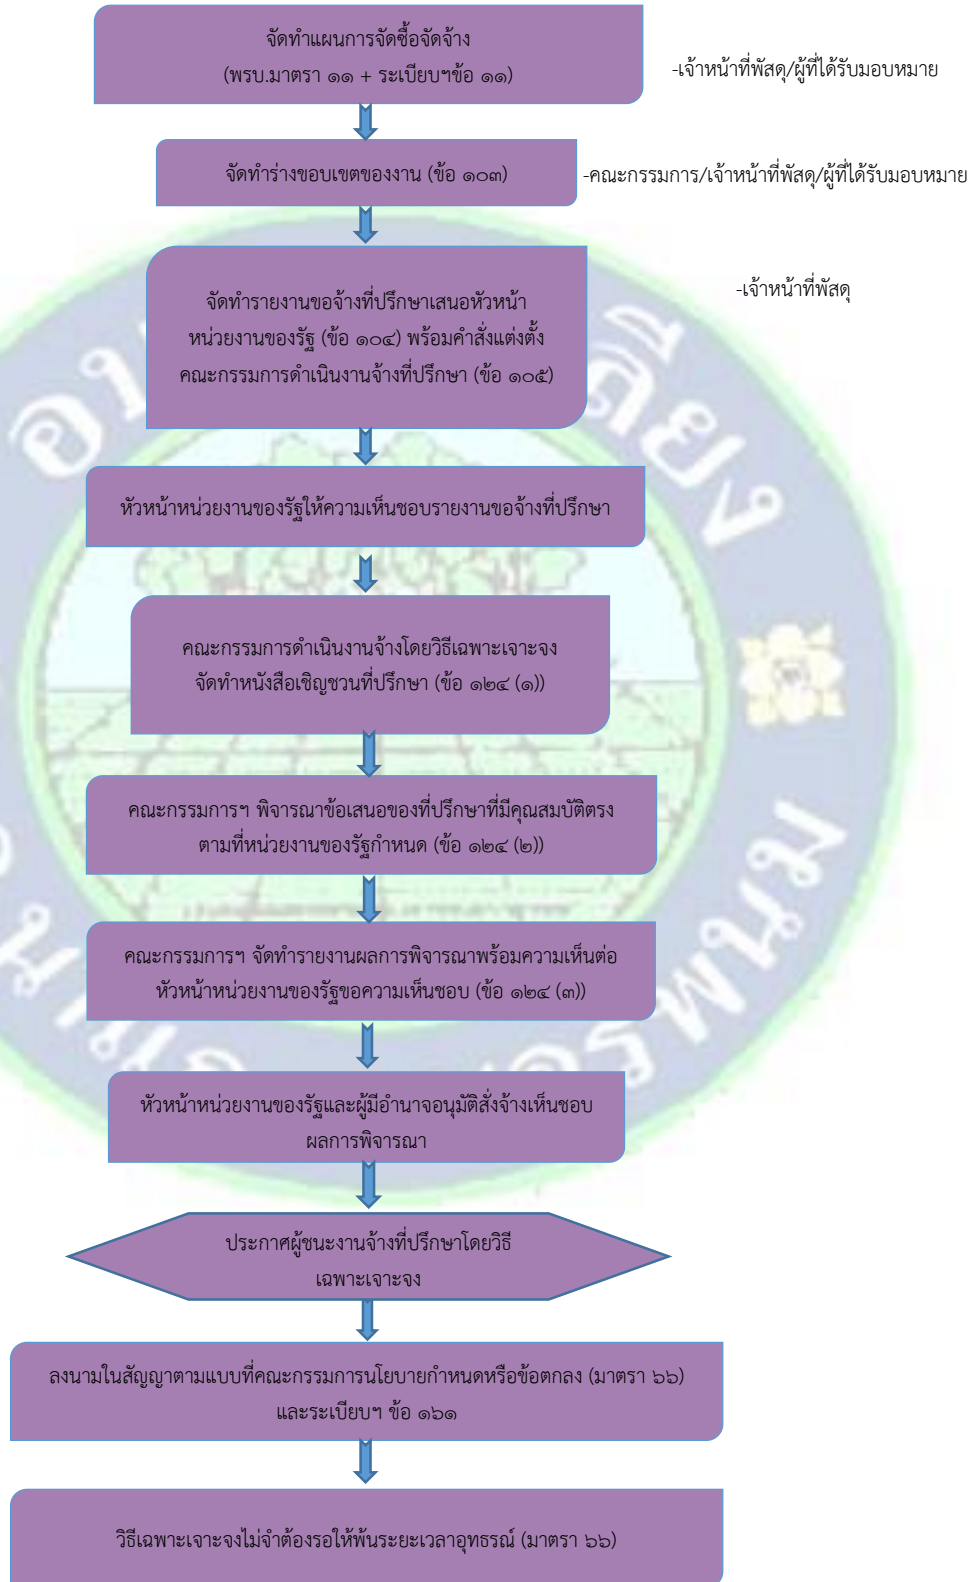 จัดทำแผนการจัดซื้อจัดจ้าง
(พรบ.มาตรา ๑๑ + ระเบียบฯข้อ ๑๑)
-เจ้าหน้าที่พัสดุ/ผู้ที่ได้รับมอบหมาย
จัดทำร่างขอบเขตของงาน (ข้อ ๑๐๓)
-คณะกรรมการ/เจ้าหน้าที่พัสดุ/ผู้ที่ได้รับมอบหมาย
จัดทำรายงานขอจ้างที่ปรึกษาเสนอหัวหน้า
หน่วยงานของรัฐ (ข้อ ๑๐๔) พร้อมคำสั่งแต่งตั้ง
คณะกรรมการดำเนินงานจ้างที่ปรึกษา (ข้อ ๑๐๕)
-เจ้าหน้าที่พัสดุ
หัวหน้าหน่วยงานของรัฐให้ความเห็นชอบรายงานขอจ้างที่ปรึกษา
คณะกรรมการดำเนินงานจ้างโดยวิธีเฉพาะเจาะจง
จัดทำหนังสือเชิญชวนที่ปรึกษา (ข้อ ๑๒๔ (๑))
คณะกรรมการฯ พิจารณาข้อเสนอของที่ปรึกษาที่มีคุณสมบัติตรง
ตามที่หน่วยงานของรัฐกำหนด (ข้อ ๑๒๔ (๒))
คณะกรรมการฯ จัดทำรายงานผลการพิจารณาพร้อมความเห็นต่อ
หัวหน้าหน่วยงานของรัฐขอความเห็นชอบ (ข้อ ๑๒๔ (๓))
หัวหน้าหน่วยงานของรัฐและผู้มีอำนาจอนุมัติสั่งจ้างเห็นชอบ
ผลการพิจารณา
ประกาศผู้ชนะงานจ้างที่ปรึกษาโดยวิธี
เฉพาะเจาะจง
ลงนามในสัญญาตามแบบที่คณะกรรมการนโยบายกำหนดหรือข้อตกลง (มาตรา ๖๖)
และระเบียบฯ ข้อ ๑๖๑
วิธีเฉพาะเจาะจงไม่จำต้องรอให้พ้นระยะเวลาอุทธรณ์ (มาตรา ๖๖)